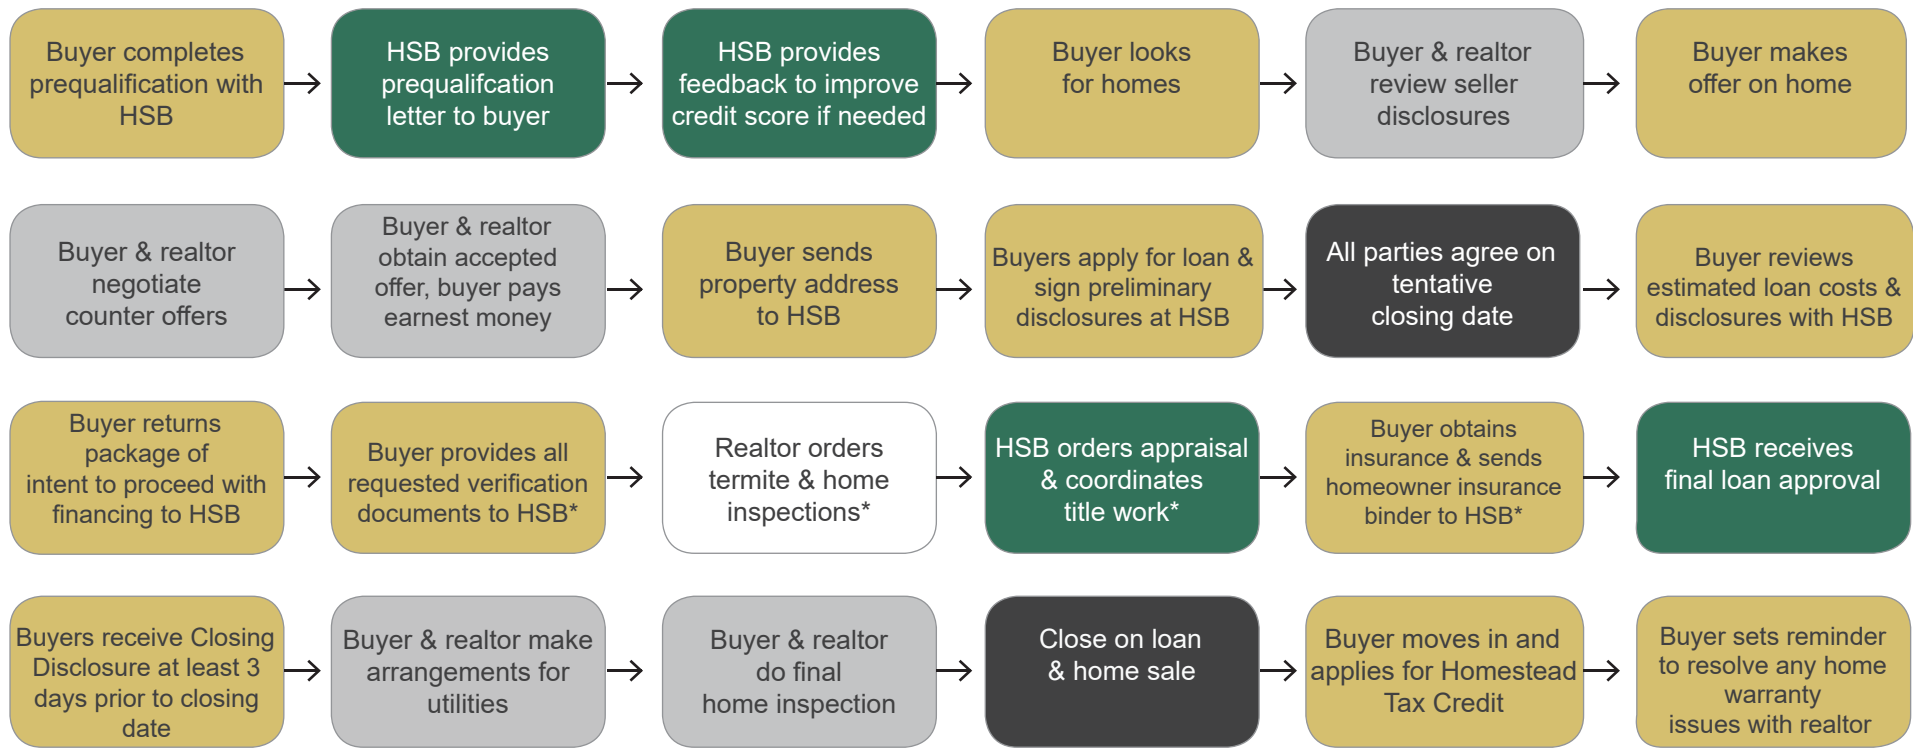 Buyer completes
prequalification with
HSB
HSB provides
prequalifcation
letter to buyer
HSB provides
feedback to improve
credit score if needed
Buyer looks
for homes
Buyer & realtor
review seller
disclosures
Buyer makes
offer on home
Buyer & realtor
negotiate
counter offers
Buyer & realtor
obtain accepted
offer, buyer pays
earnest money
Buyer sends
property address
to HSB
Buyers apply for loan &
sign preliminary
disclosures at HSB
All parties agree on
tentative
closing date
Buyer reviews
estimated loan costs &
disclosures with HSB
Buyer returns
package of
intent to proceed with
financing to HSB
Buyer provides all
requested verification
documents to HSB*
Realtor orders
termite & home
inspections*
HSB orders appraisal
& coordinates
title work*
Buyer obtains
insurance & sends
homeowner insurance
binder to HSB*
HSB receives
final loan approval
Buyers receive Closing
Disclosure at least 3
days prior to closing
date
Buyer & realtor make
arrangements for
utilities
Buyer & realtor
do final
home inspection
Close on loan
& home sale
Buyer moves in and
applies for Homestead
Tax Credit
Buyer sets reminder
to resolve any home
warranty
issues with realtor